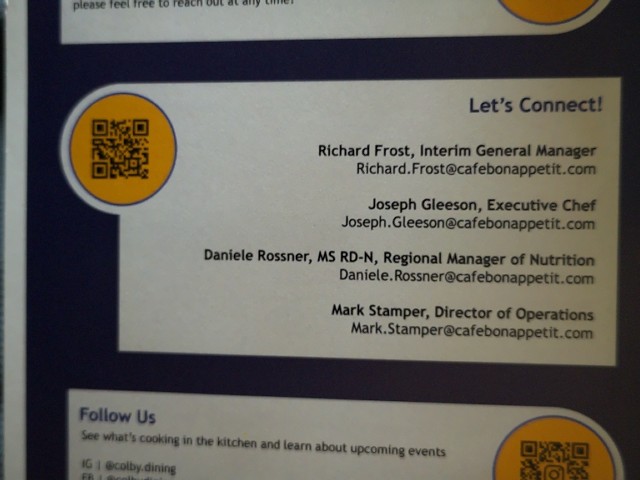 please feel free to reach out at any time!
Let's Connect!
Richard Frost, Interim General Manager
Richard.Frost@cafebonappetit.com
Joseph Gleeson, Executive Chef
Joseph.Gleeson@cafebonappetit.com
Daniele Rossner, MS RD-N, Regional Manager of Nutrition
Daniele.Rossner@cafebonappetit.com
Mark Stamper, Director of Operations
Mark.Stamper@cafebonappetit.com
Follow Us
See what's cooking in the kitchen and learn about upcoming events
IG | @colby.dining